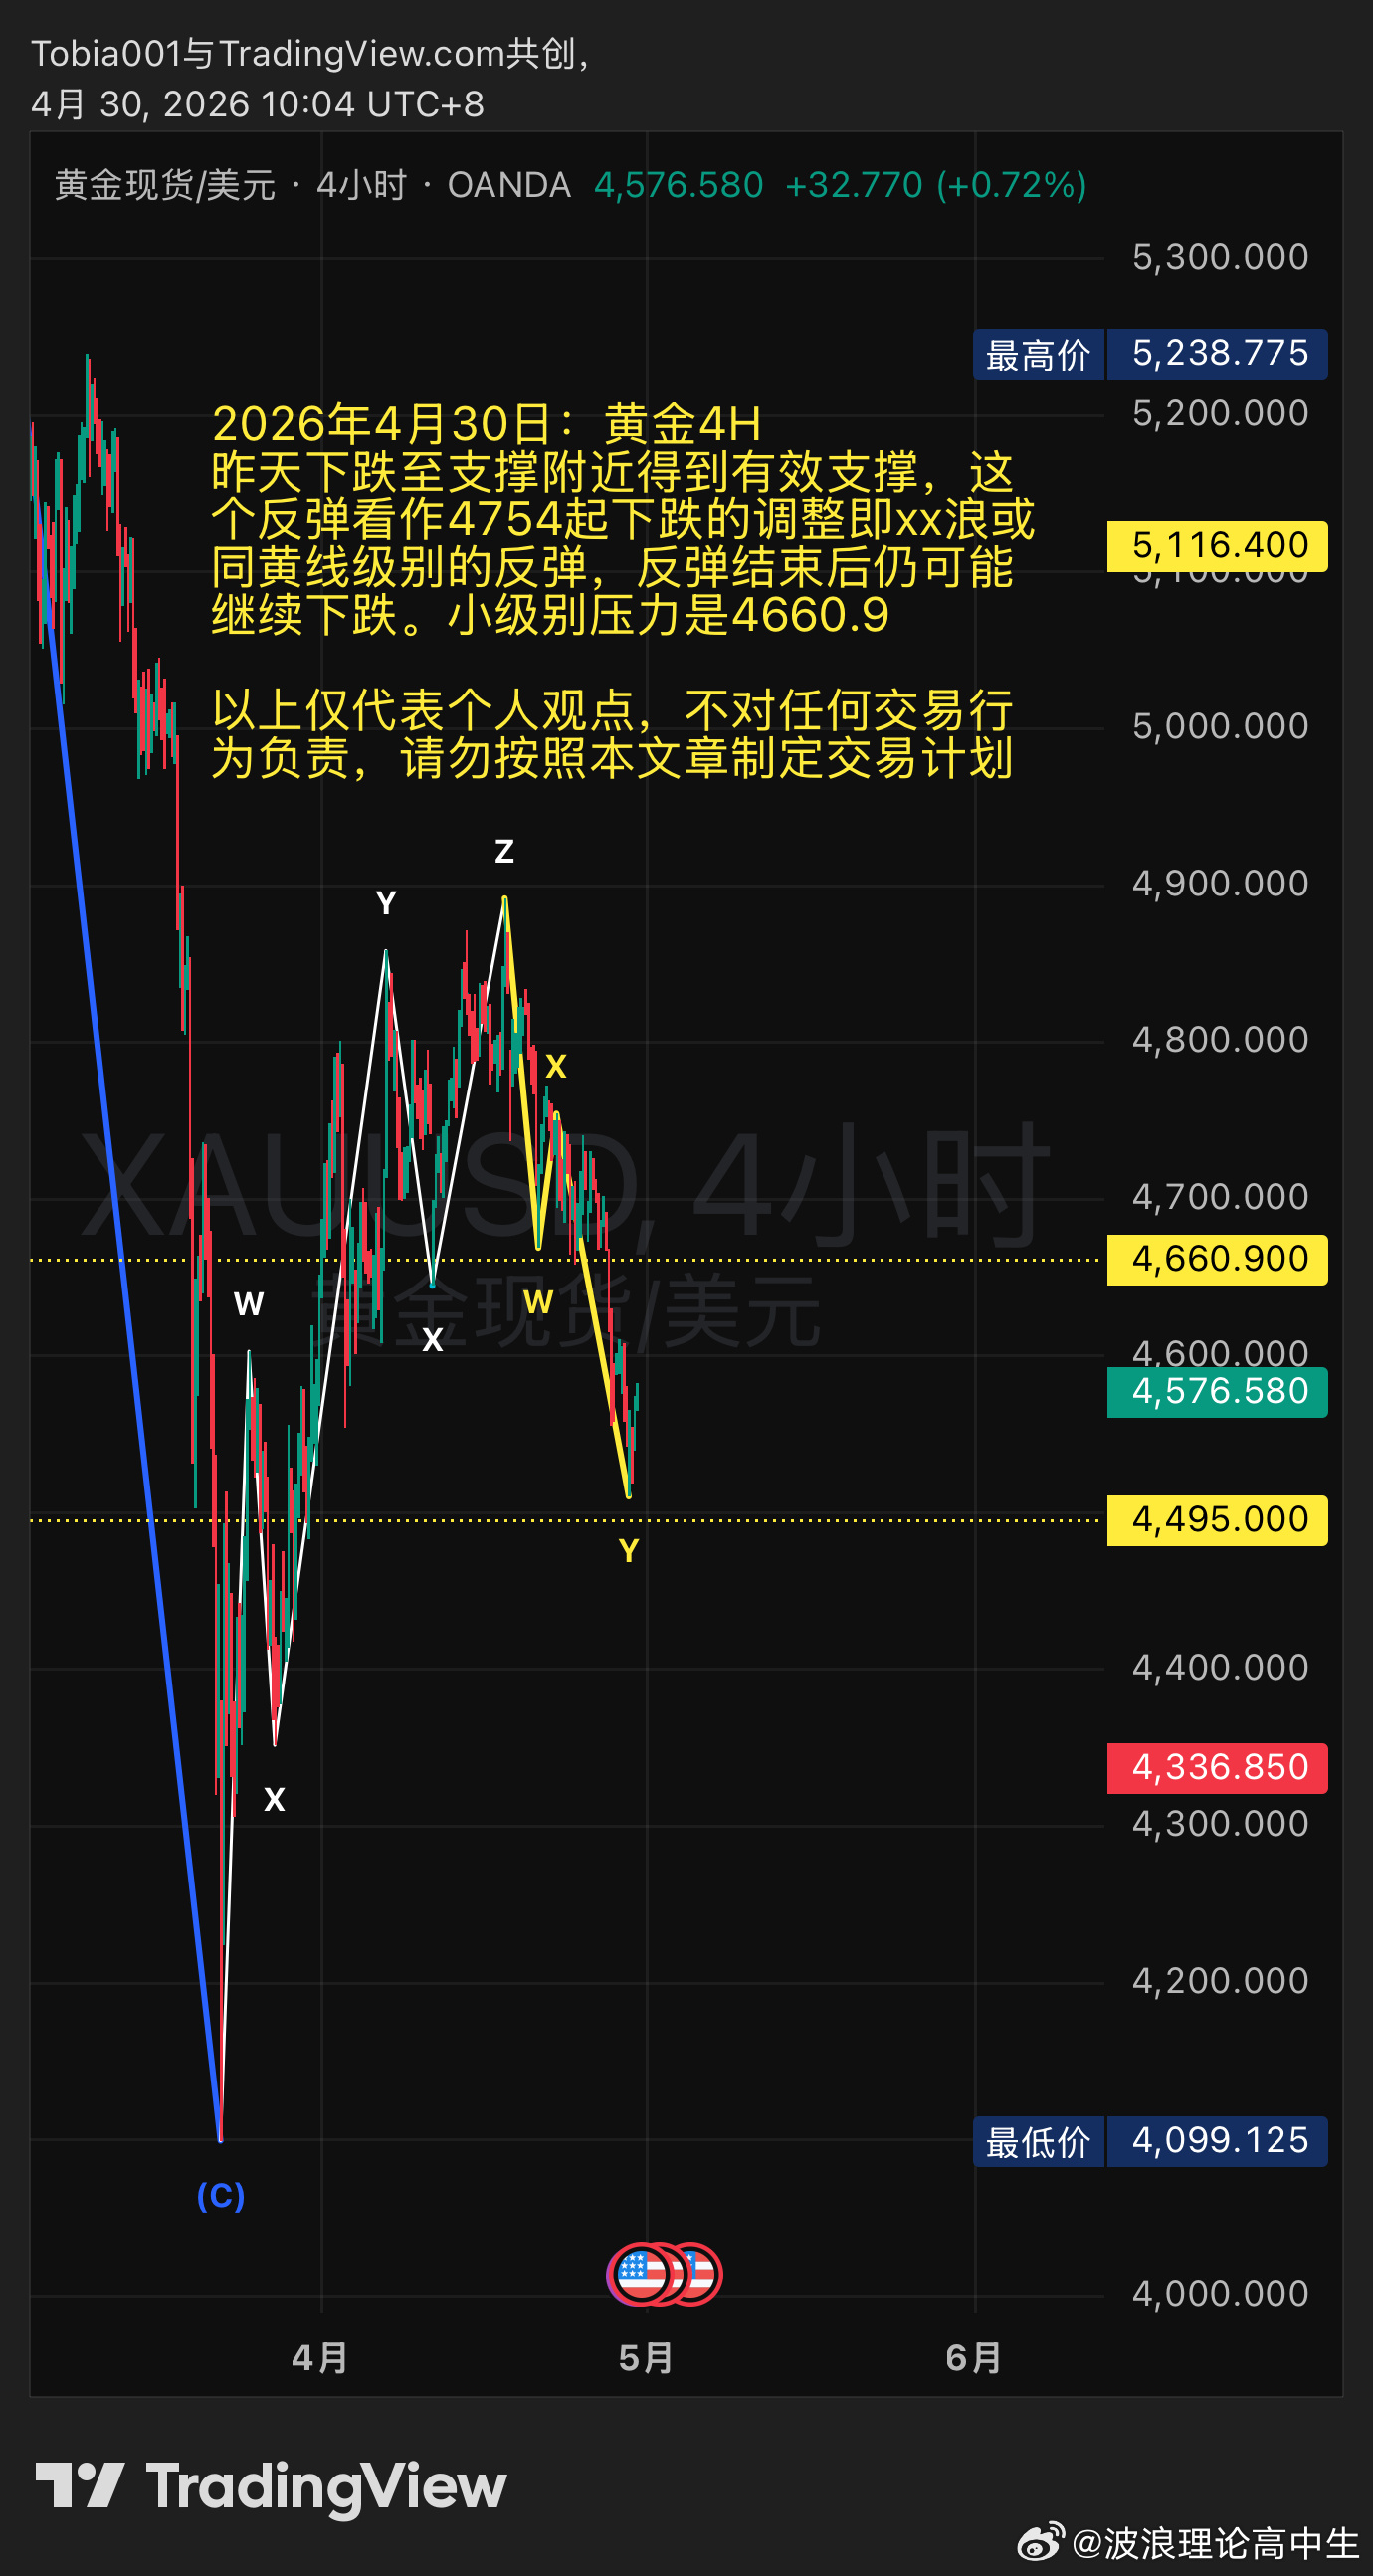 Tobia001与TradingView.com共创,
4月 30, 2026 10:04 UTC+8
黄金现货/美元 · 4小时 · OANDA 4,576.580 +32.770 (+0.72%)
5,300.000
最高价 5,238.775
5,200.000
2026年4月30日：黄金4H
昨天下跌至支撑附近得到有效支撑，这
个反弹看作4754起下跌的调整即xx浪或
同黄线级别的反弹，反弹结束后仍可能
继续下跌。小级别压力是4660.9
以上仅代表个人观点，不对任何交易行
为负责，请勿按照本文章制定交易计划
5,116.400
5,100.000
5,000.000
4,900.000
Z
Y
4,800.000
X
XAUUSD, 4小时
4,700.000
4,660.900
黄金现货/美元
W
W
X
4,600.000
4,576.580
4,495.000
Y
4,400.000
4,336.850
X
4,300.000
4,200.000
最低价 4,099.125
(C)
4,000.000
4月
5月
6月
TradingView
@波浪理论高中生